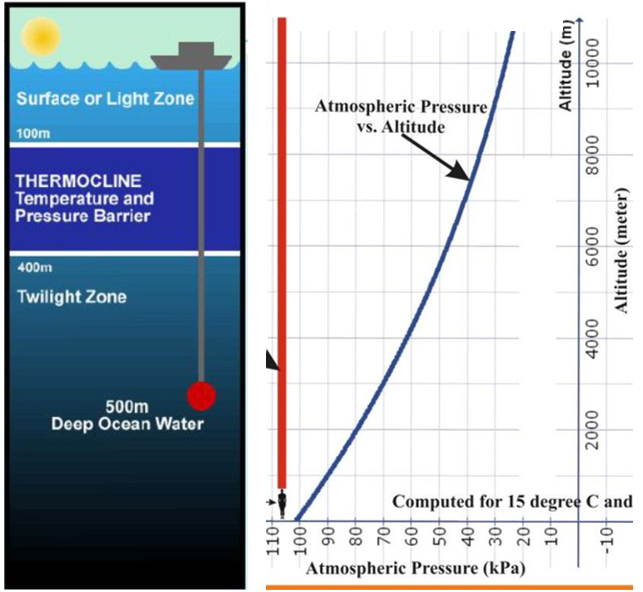 Surface or Light Zone
100m
THERMOCLINE
Temperature and
Pressure Barrier
400m
Twilight Zone
500m
Deep Ocean Water
Atmospheric Pressure
vs. Altitude
Altitude (m)
10000
8000
6000
4000
2000
Altitude (meter)
Computed for 15 degree C and
110
100
90
80
70
60
50
40
30
20
10
-10
Atmospheric Pressure (kPa)